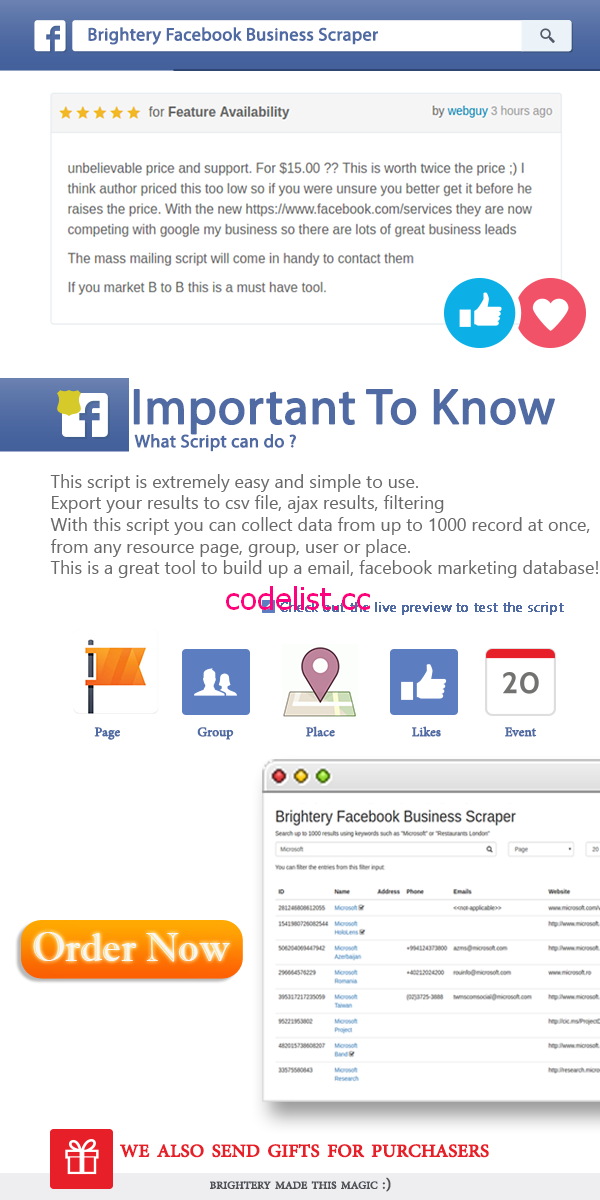 f
Brightery Facebook Business Scraper
for Feature Availability
by webguy 3 hours ago
unbelievable price and support. For $15.00 ?? This is worth twice the price ;) I
think author priced this too low so if you were unsure you better get it before he
raises the price. With the new https://www.facebook.com/services they are now
competing with google my business so there are lots of great business leads
The mass mailing script will come in handy to contact them
If you market B to B this is a must have tool.
f
Important To Know
What Script can do ?
This script is extremely easy and simple to use.
Export your results to csv file, ajax results, filtering
With this script you can collect data from up to 1000 record at once,
from any resource page, group, user or place.
This is a great tool to build up a email, facebook marketing database!
codelist.cc
Check out the live preview to test the script
20
Page Group Place Likes Event
Brightery Facebook Business Scraper
Search up to 1000 results using keywords such as "Microsoft" or "Restaurants London"
Microsoft Page 20
You can filter the entries from this filter input:
ID Name Address Phone Emails Website
281246608612055 Microsoft <<not-applicable>> www.microsoft.com/
1541980726082544 Microsoft http://www.microsoft.
HoloLens
506204069447942 Microsoft +994124373800 azms@microsoft.com http://www.microsoft.
Azerbaijan
296664576229 Microsoft +40212024200 rouinfo@microsoft.com www.microsoft.ro
Romania
395317217235059 Microsoft (02)3725-3888 twmscomsocial@microsoft.com http://www.microsoft.
Taiwan
95221953802 Microsoft http://cic.ms/Project
Project
482015738608207 Microsoft http://www.microsoft.
Band
33575580843 Microsoft http://research.micro
Research
Order Now
WE ALSO SEND GIFTS FOR PURCHASERS
BRIGHTERY MADE THIS MAGIC :)